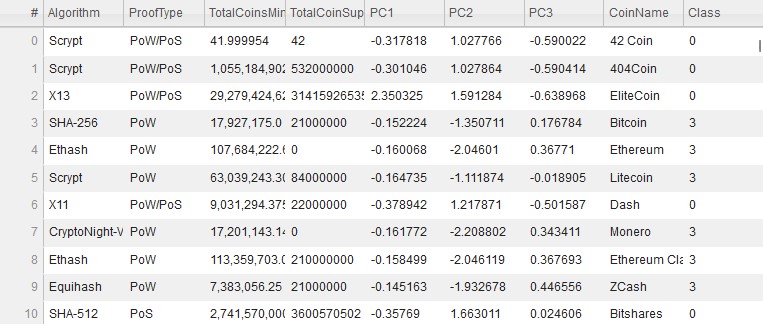 # Algorithm ProofType TotalCoinsMin TotalCoinSup PC1 PC2 PC3 CoinName Class
0 Scrypt PoW/PoS 41.999954 42 -0.317818 1.027766 -0.590022 42 Coin 0
1 Scrypt PoW/PoS 1,055,184,902 532000000 -0.301046 1.027864 -0.590414 404Coin 0
2 X13 PoW/PoS 29,279,424,62 31415926535 2.350325 1.591284 -0.638968 EliteCoin 0
3 SHA-256 PoW 17,927,175.0 21000000 -0.152224 -1.350711 0.176784 Bitcoin 3
4 Ethash PoW 107,684,222.6 0 -0.160068 -2.04601 0.36771 Ethereum 3
5 Scrypt PoW 63,039,243.30 84000000 -0.164735 -1.111874 -0.018905 Litecoin 3
6 X11 PoW/PoS 9,031,294.375 22000000 -0.378942 1.217871 -0.501587 Dash 0
7 CryptoNight-V PoW 17,201,143.14 0 -0.161772 -2.208802 0.343411 Monero 3
8 Ethash PoW 113,359,703.0 210000000 -0.158499 -2.046119 0.367693 Ethereum Cla 3
9 Equihash PoW 7,383,056.25 21000000 -0.145163 -1.932678 0.446556 ZCash 3
10 SHA-512 PoS 2,741,570,000 3600570502 -0.35769 1.663011 0.024606 Bitshares 0